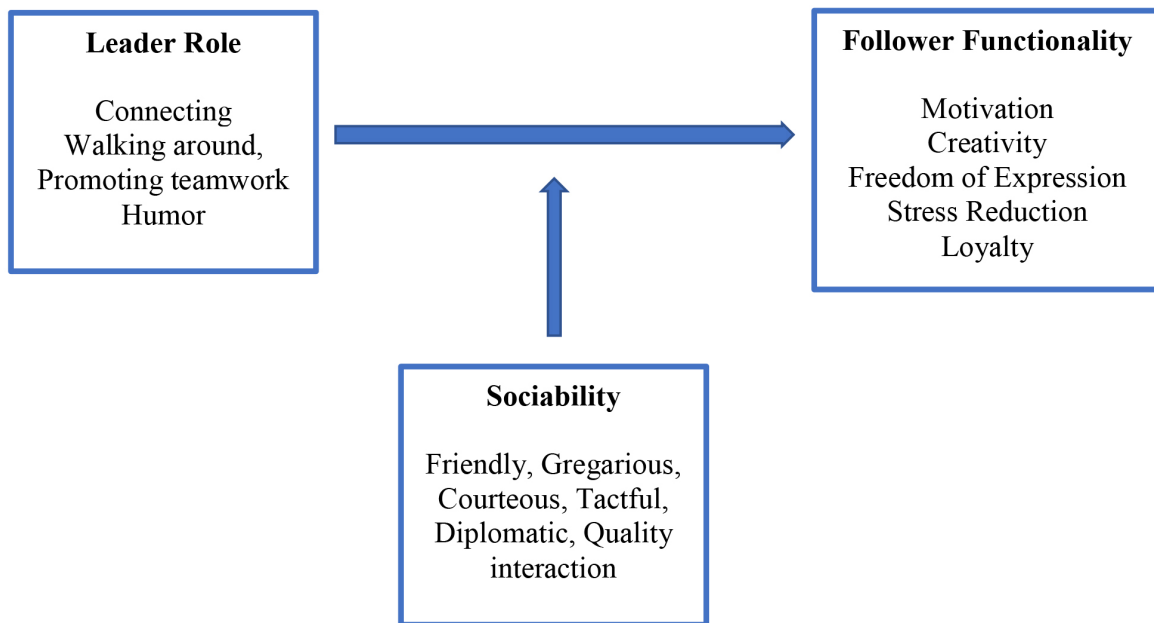 Leader Role
Connecting
Walking around,
Promoting teamwork
Humor
Follower Functionality
Motivation
Creativity
Freedom of Expression
Stress Reduction
Loyalty
Sociability
Friendly, Gregarious,
Courteous, Tactful,
Diplomatic, Quality
interaction